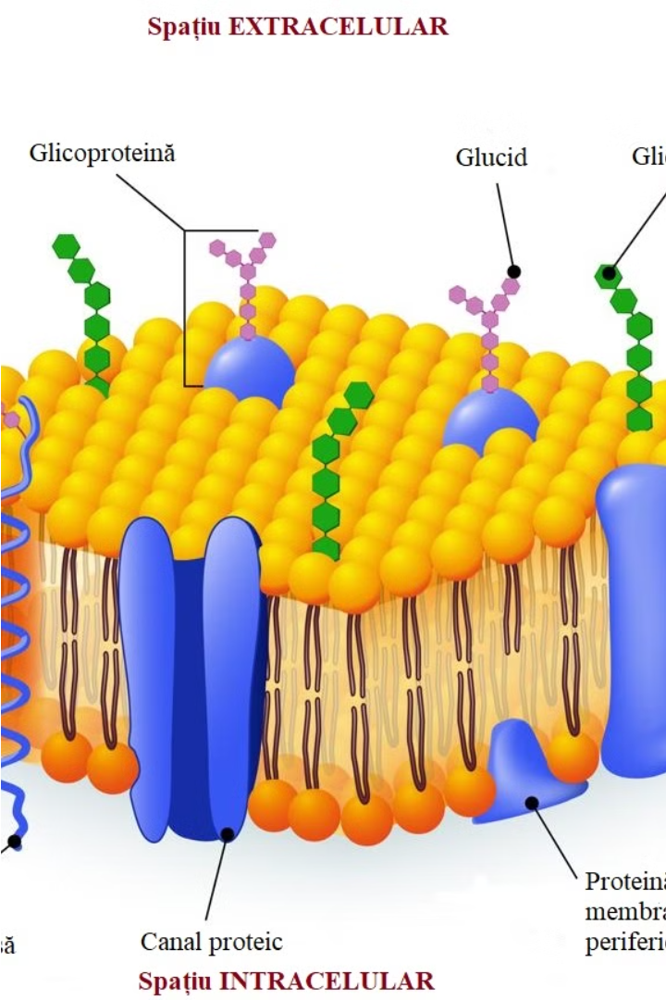 Spațiu EXTRACELULAR
Glicoproteină
Glucid
Canal proteic
Spațiu INTRACELULAR